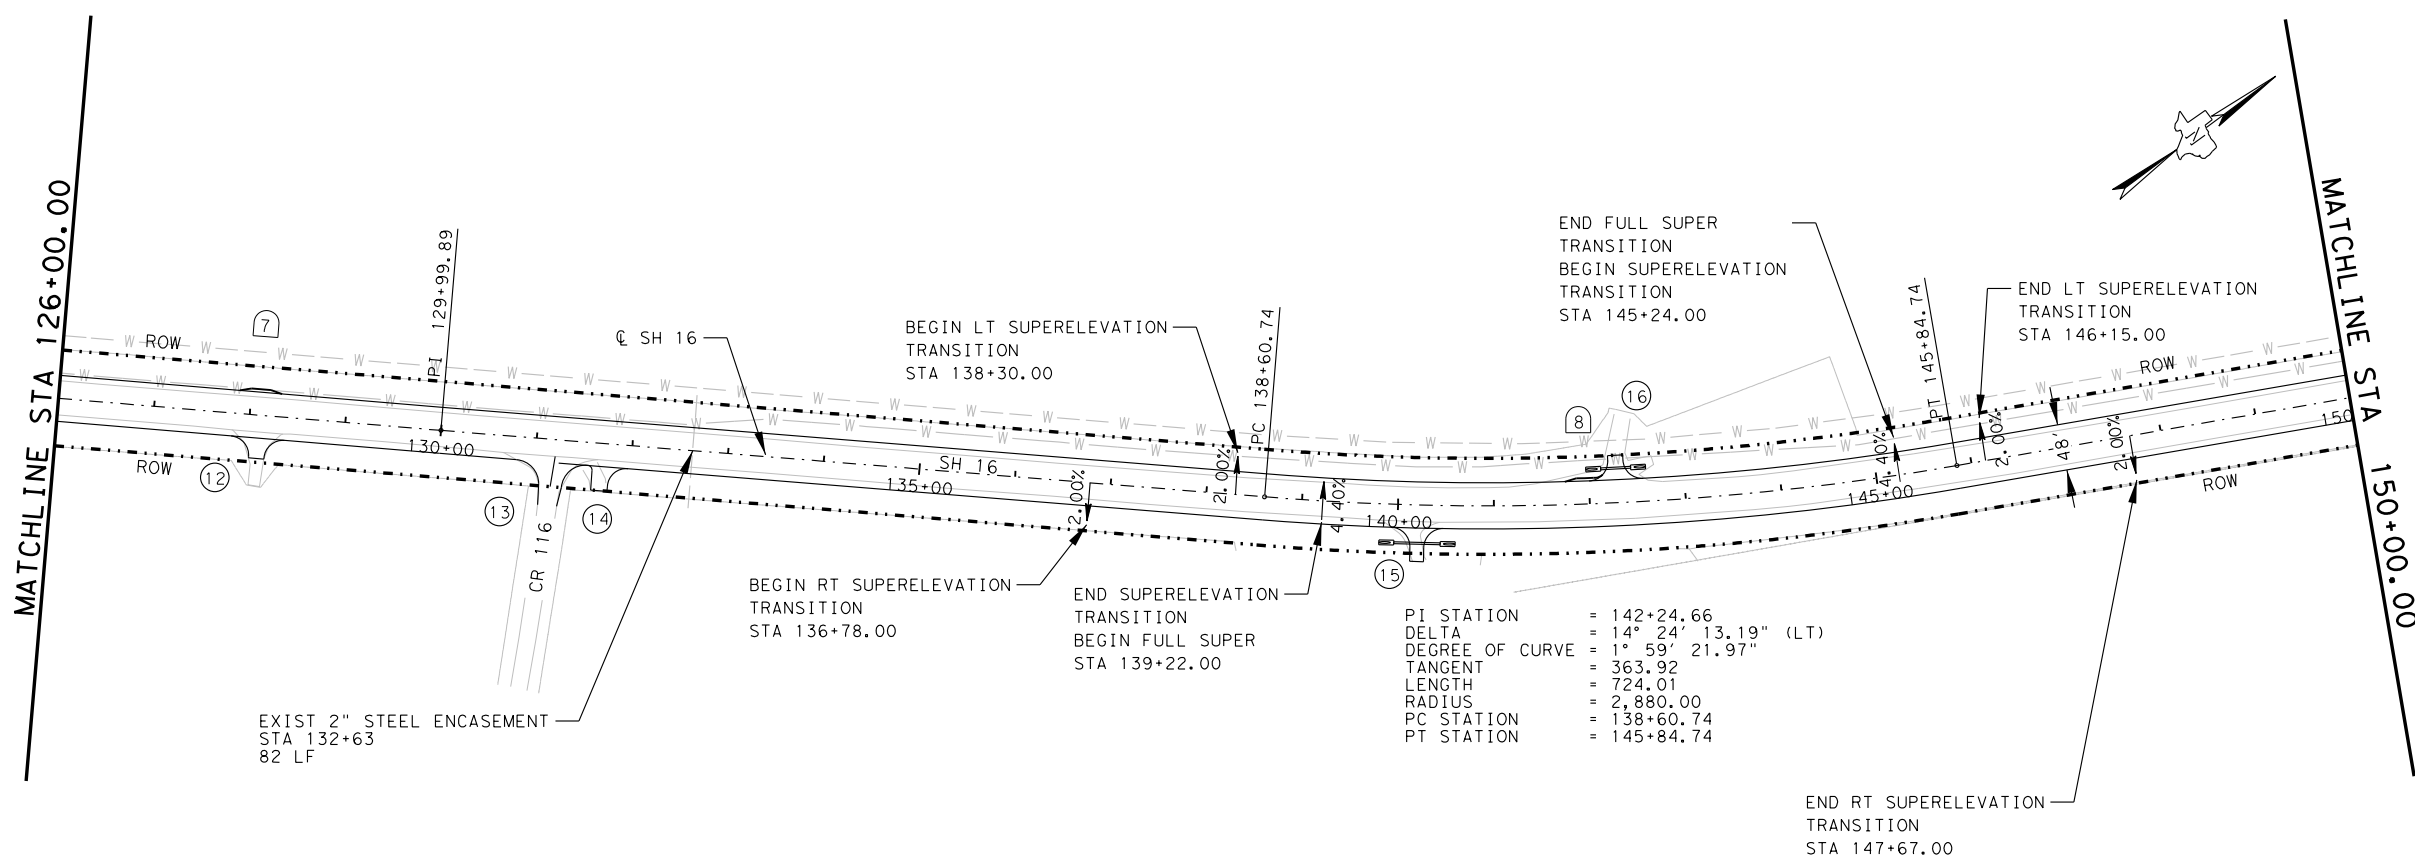 MATCHLINE STA 126+00.00
ROW
7
PI 129+99.89
℄ SH 16
BEGIN LT SUPERELEVATION
TRANSITION
STA 138+30.00
PC 138+60.74
END FULL SUPER
TRANSITION
BEGIN SUPERELEVATION
TRANSITION
STA 145+24.00
PT 145+84.74
END LT SUPERELEVATION
TRANSITION
STA 146+15.00
MATCHLINE STA 150+00.00
N
ROW
8
16
ROW
12
130+00
13
CR 116
14
135+00
SH 16
2.00%
2.00%
4.40%
140+00
15
145+00
4.40%
2.00%
48'
2.00%
150
ROW
BEGIN RT SUPERELEVATION
TRANSITION
STA 136+78.00
END SUPERELEVATION
TRANSITION
BEGIN FULL SUPER
STA 139+22.00
PI STATION = 142+24.66
DELTA = 14° 24' 13.19" (LT)
DEGREE OF CURVE = 1° 59' 21.97"
TANGENT = 363.92
LENGTH = 724.01
RADIUS = 2,880.00
PC STATION = 138+60.74
PT STATION = 145+84.74
EXIST 2" STEEL ENCASEMENT
STA 132+63
82 LF
END RT SUPERELEVATION
TRANSITION
STA 147+67.00